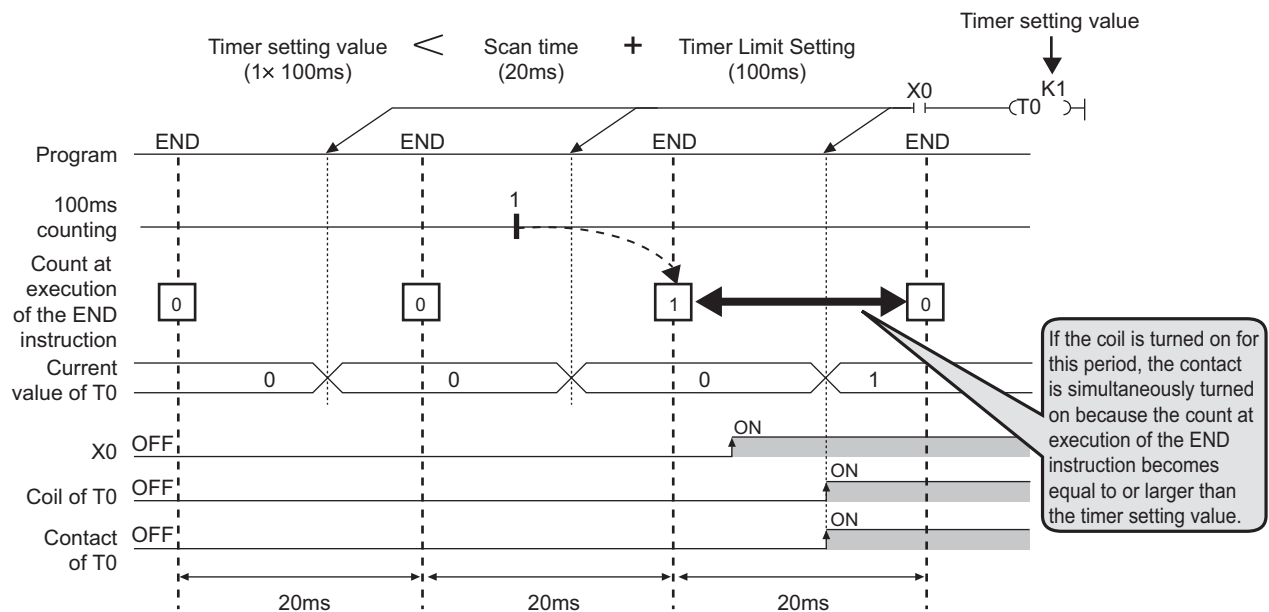 Timer setting value
Timer setting value < Scan time + Timer Limit Setting
(1× 100ms) (20ms) (100ms)
X0 K1
T0
Program END END END END
100ms
counting
1
Count at
execution
of the END
instruction
0 0 1 0
Current
value of T0
0 0 0 1
If the coil is turned on for
this period, the contact
is simultaneously turned
on because the count at
execution of the END
instruction becomes
equal to or larger than
the timer setting value.
X0 OFF ON
Coil of T0 OFF ON
Contact
of T0
OFF ON
20ms 20ms 20ms